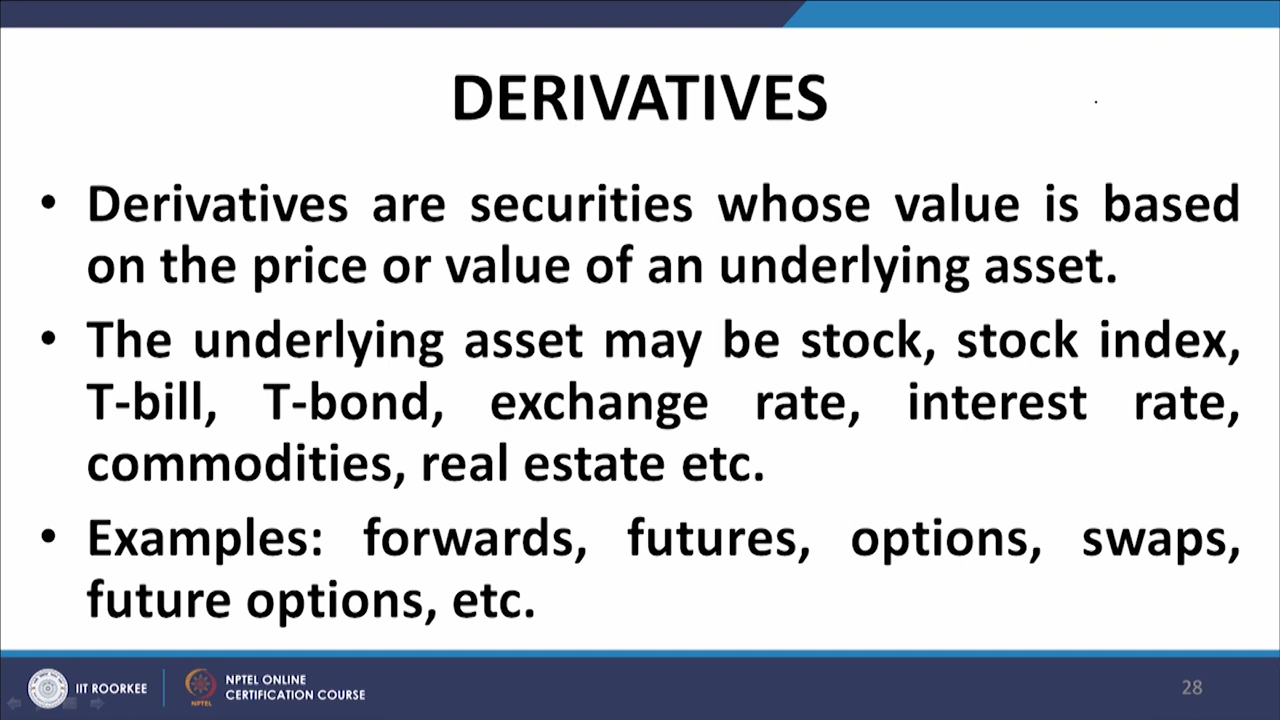 DERIVATIVES
• Derivatives are securities whose value is based
on the price or value of an underlying asset.
• The underlying asset may be stock, stock index,
T-bill, T-bond, exchange rate, interest rate,
commodities, real estate etc.
• Examples: forwards, futures, options, swaps,
future options, etc.
IIT ROORKEE
NPTEL
NPTEL ONLINE
CERTIFICATION COURSE
28